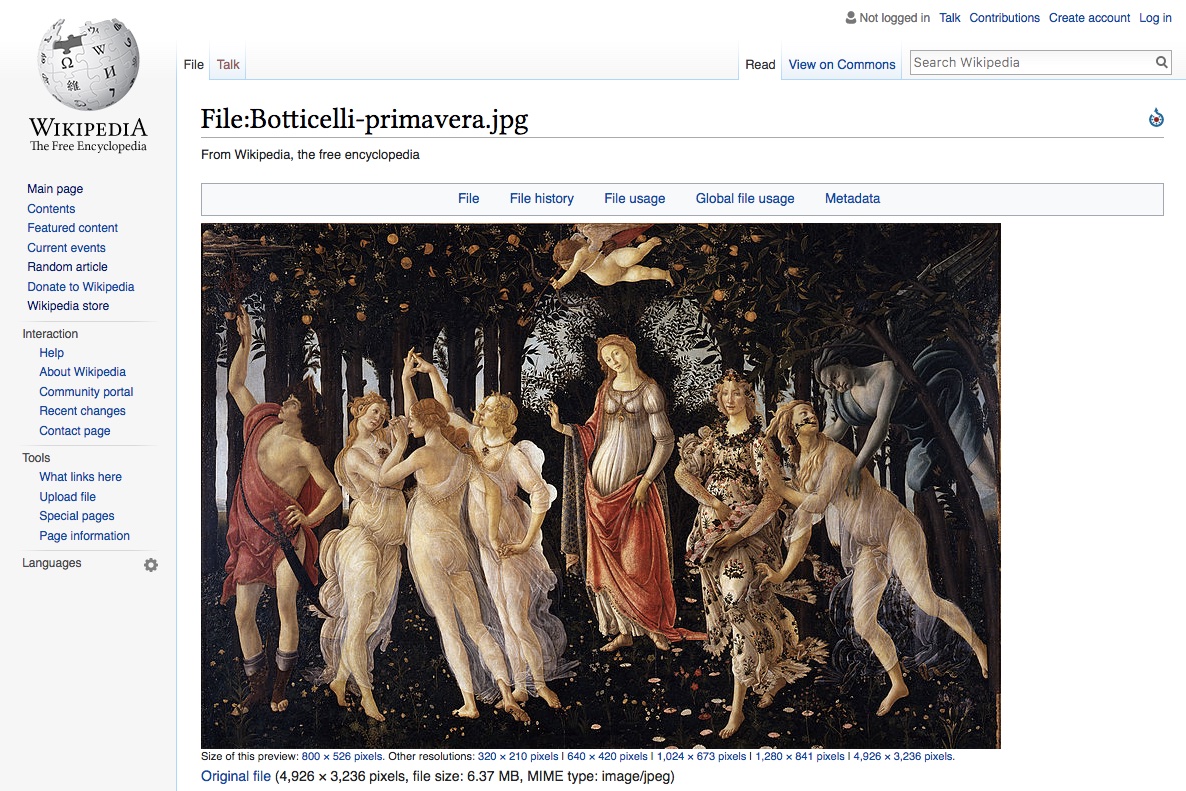 Not logged in Talk Contributions Create account Log in
File Talk Read View on Commons Search Wikipedia
Ω W И 維 7
WIKIPEDIA
The Free Encyclopedia
File:Botticelli-primavera.jpg
From Wikipedia, the free encyclopedia
Main page
Contents
Featured content
Current events
Random article
Donate to Wikipedia
Wikipedia store
Interaction
Help
About Wikipedia
Community portal
Recent changes
Contact page
Tools
What links here
Upload file
Special pages
Page information
Languages
File File history File usage Global file usage Metadata
Size of this preview: 800 × 526 pixels. Other resolutions: 320 × 210 pixels | 640 × 420 pixels | 1,024 × 673 pixels | 1,280 × 841 pixels | 4,926 × 3,236 pixels.
Original file (4,926 × 3,236 pixels, file size: 6.37 MB, MIME type: image/jpeg)